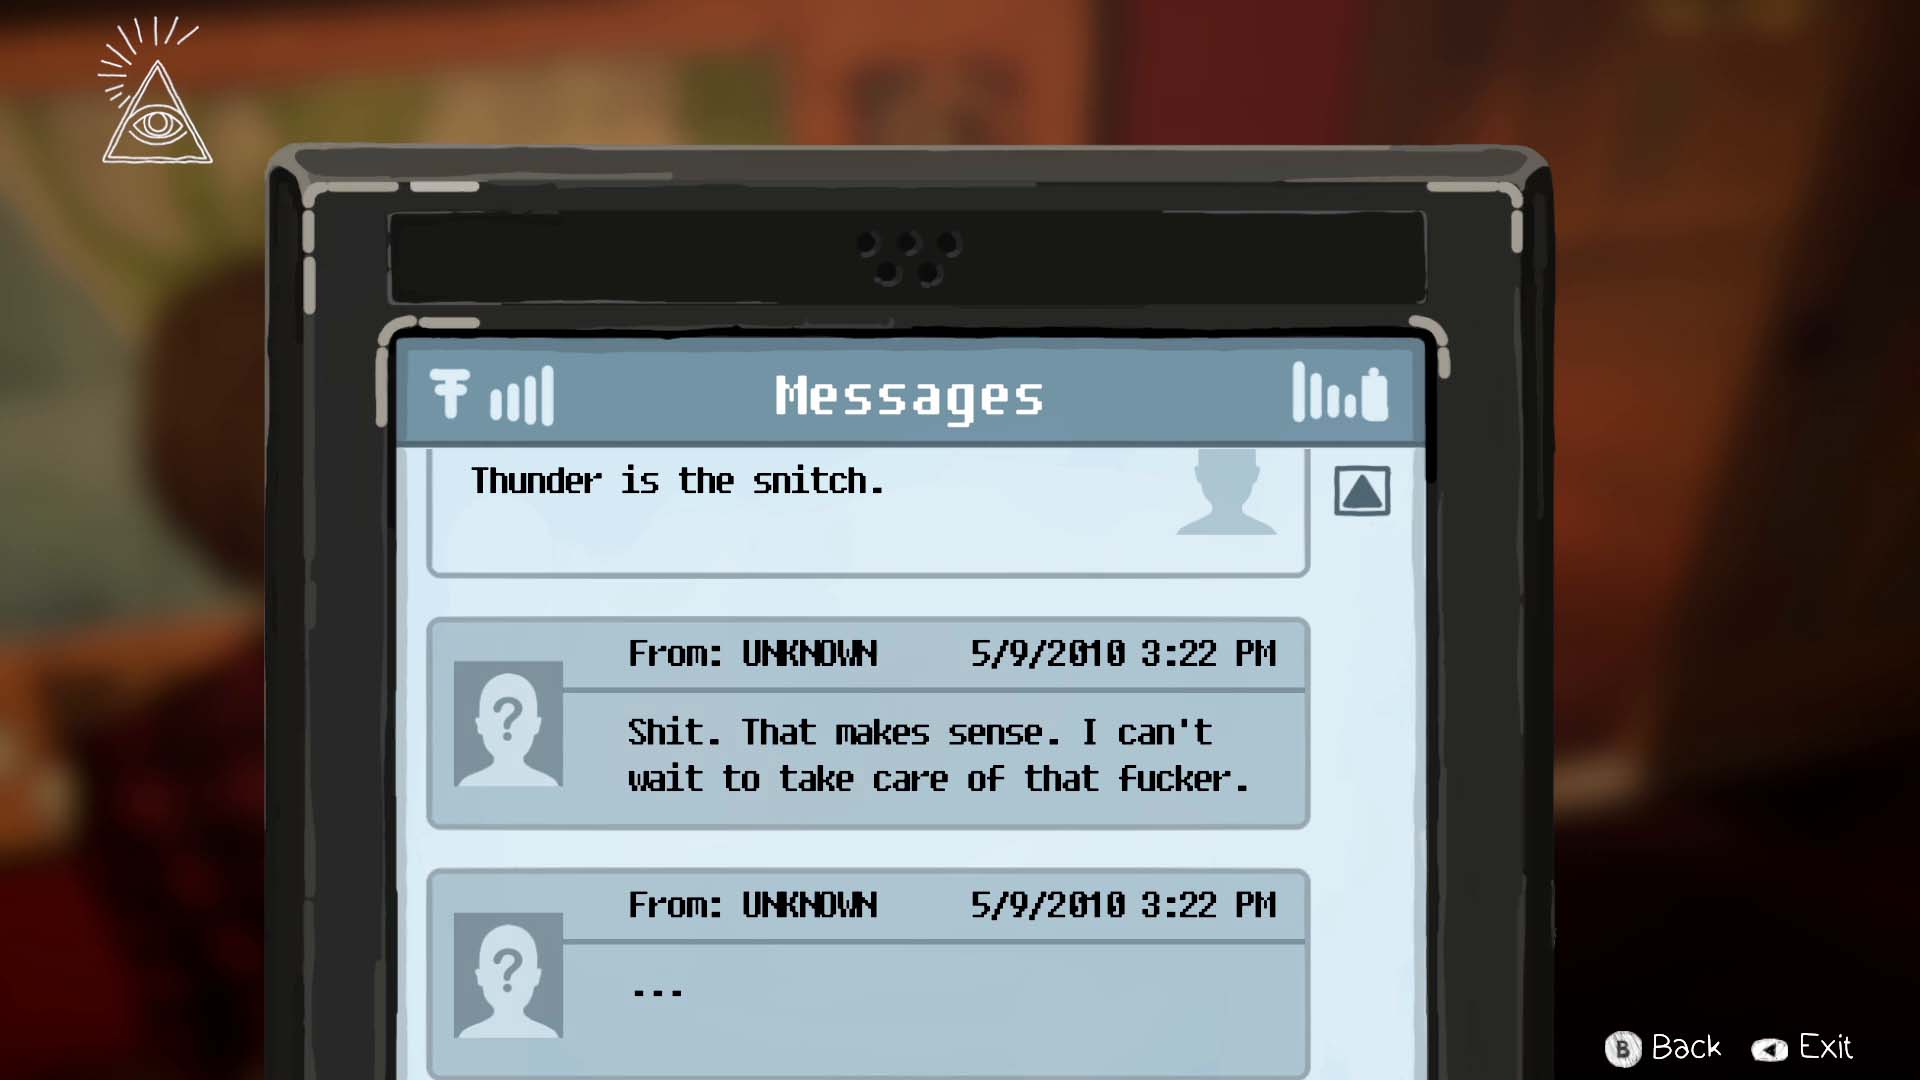 Messages
Thunder is the snitch.
From: UNKNOWN 5/9/2010 3:22 PM
?
Shit. That makes sense. I can't
wait to take care of that fucker.
From: UNKNOWN 5/9/2010 3:22 PM
?
...
B Back Exit